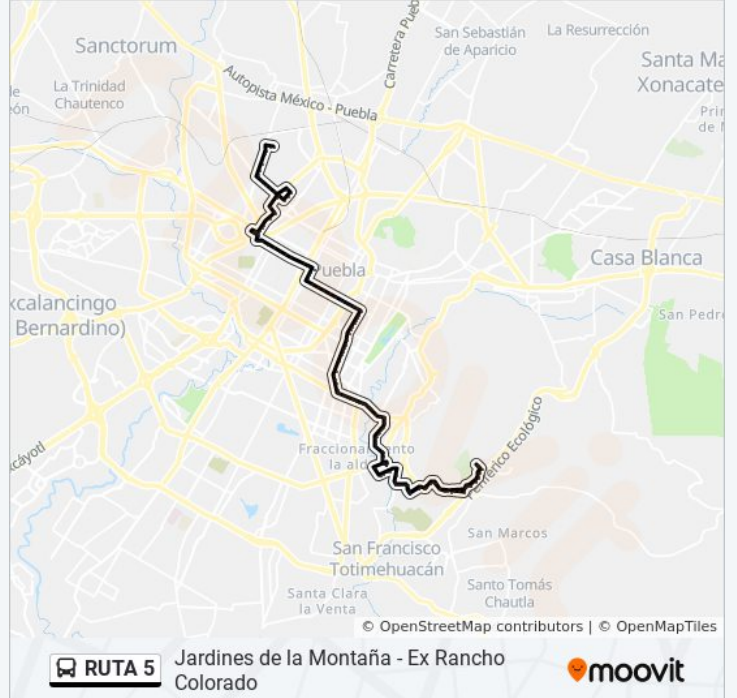 Sanctorum
San Sebastián
de Aparicio
La Resurrección
Carretera Pueb
Santa Ma
Xonacate
La Trinidad
Chautenco
Autopista México - Puebla
Casa Blanca
Puebla
xcalancingo
Bernardino)
San Pedro
Periférico Ecológico
Fraccionamiento
la ald
San Francisco
Totimehuacán
San Marcos
Santo Tomás
Chautla
Santa Clara
la Venta
© OpenStreetMap contributors | © OpenMapTiles
RUTA 5
Jardines de la Montaña - Ex Rancho
Colorado
moovit